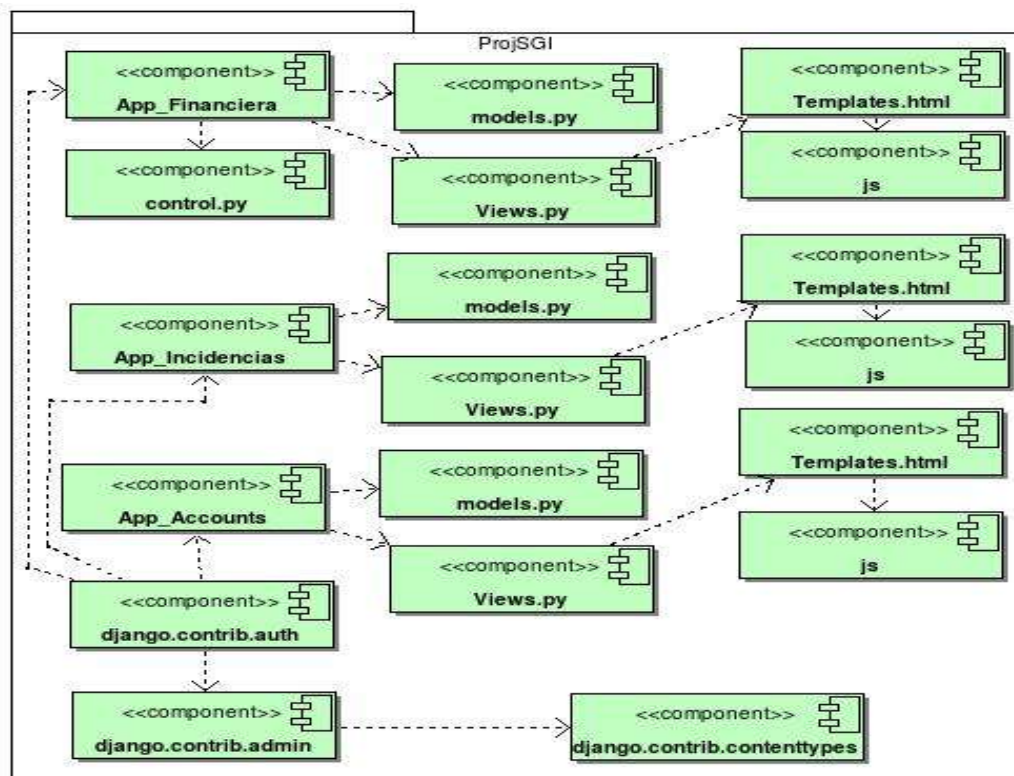 ProjSGI
<<component>>
App_Financiera
<<component>>
models.py
<<component>>
Templates.html
<<component>>
control.py
<<component>>
Views.py
<<component>>
js
<<component>>
models.py
<<component>>
Templates.html
<<component>>
App_Incidencias
<<component>>
Views.py
<<component>>
js
<<component>>
Templates.html
<<component>>
App_Accounts
<<component>>
models.py
<<component>>
Views.py
<<component>>
js
<<component>>
django.contrib.auth
<<component>>
django.contrib.admin
<<component>>
django.contrib.contenttypes